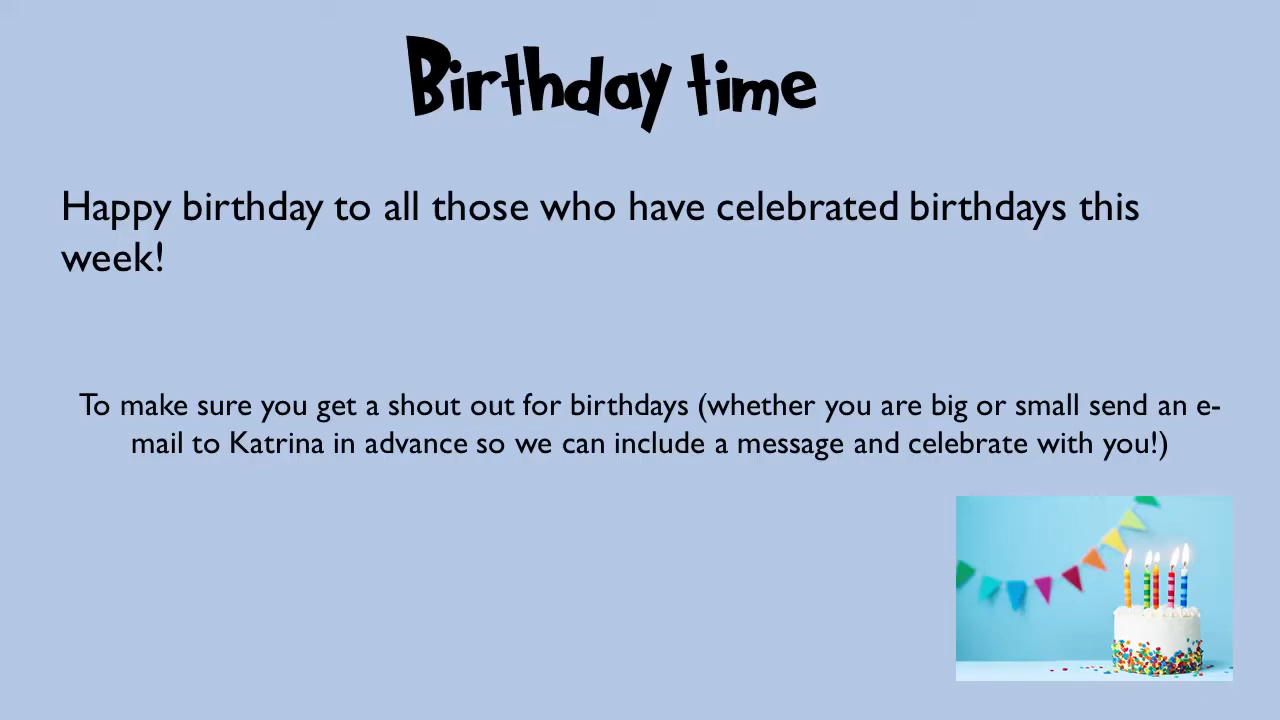 Birthday time
Happy birthday to all those who have celebrated birthdays this
week!
To make sure you get a shout out for birthdays (whether you are big or small send an e-
mail to Katrina in advance so we can include a message and celebrate with you!)